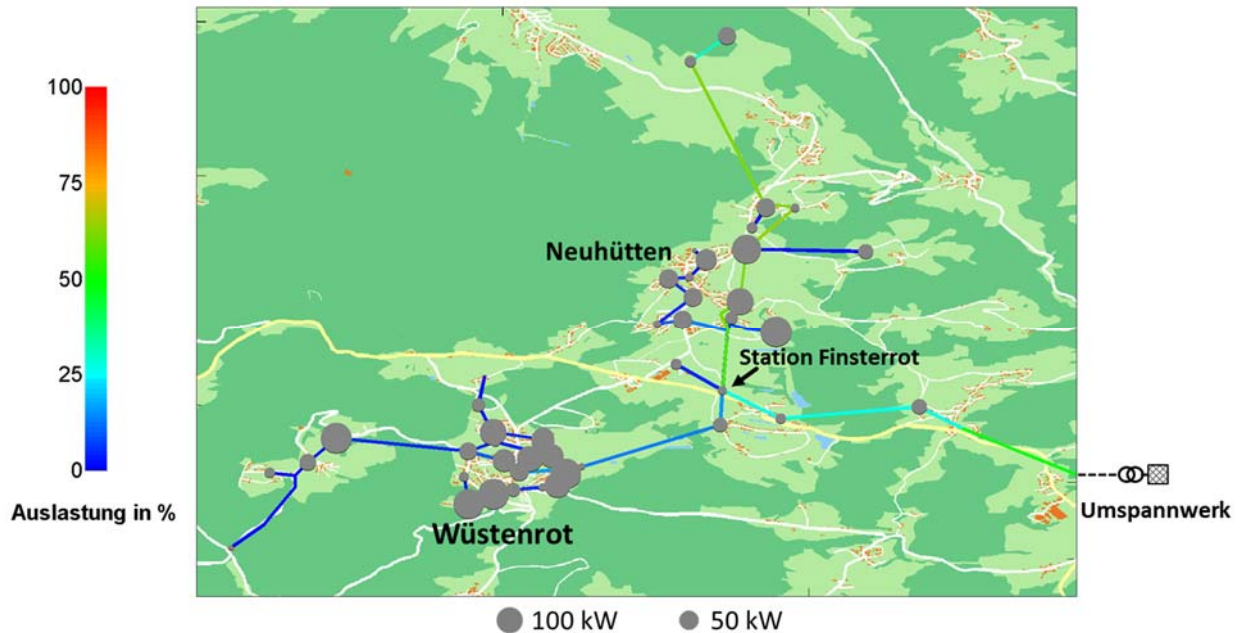 100
75
50
25
0
Auslastung in %
Neuhütten
Station Finsterrot
Wüstenrot
Umspannwerk
100 kW
50 kW